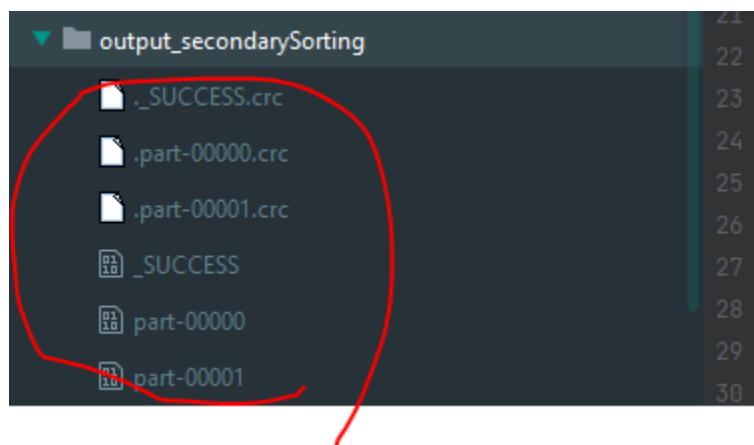 output_secondarySorting
._SUCCESS.crc
.part-00000.crc
.part-00001.crc
_SUCCESS
part-00000
part-00001
21
22
23
24
25
26
27
28
29
30